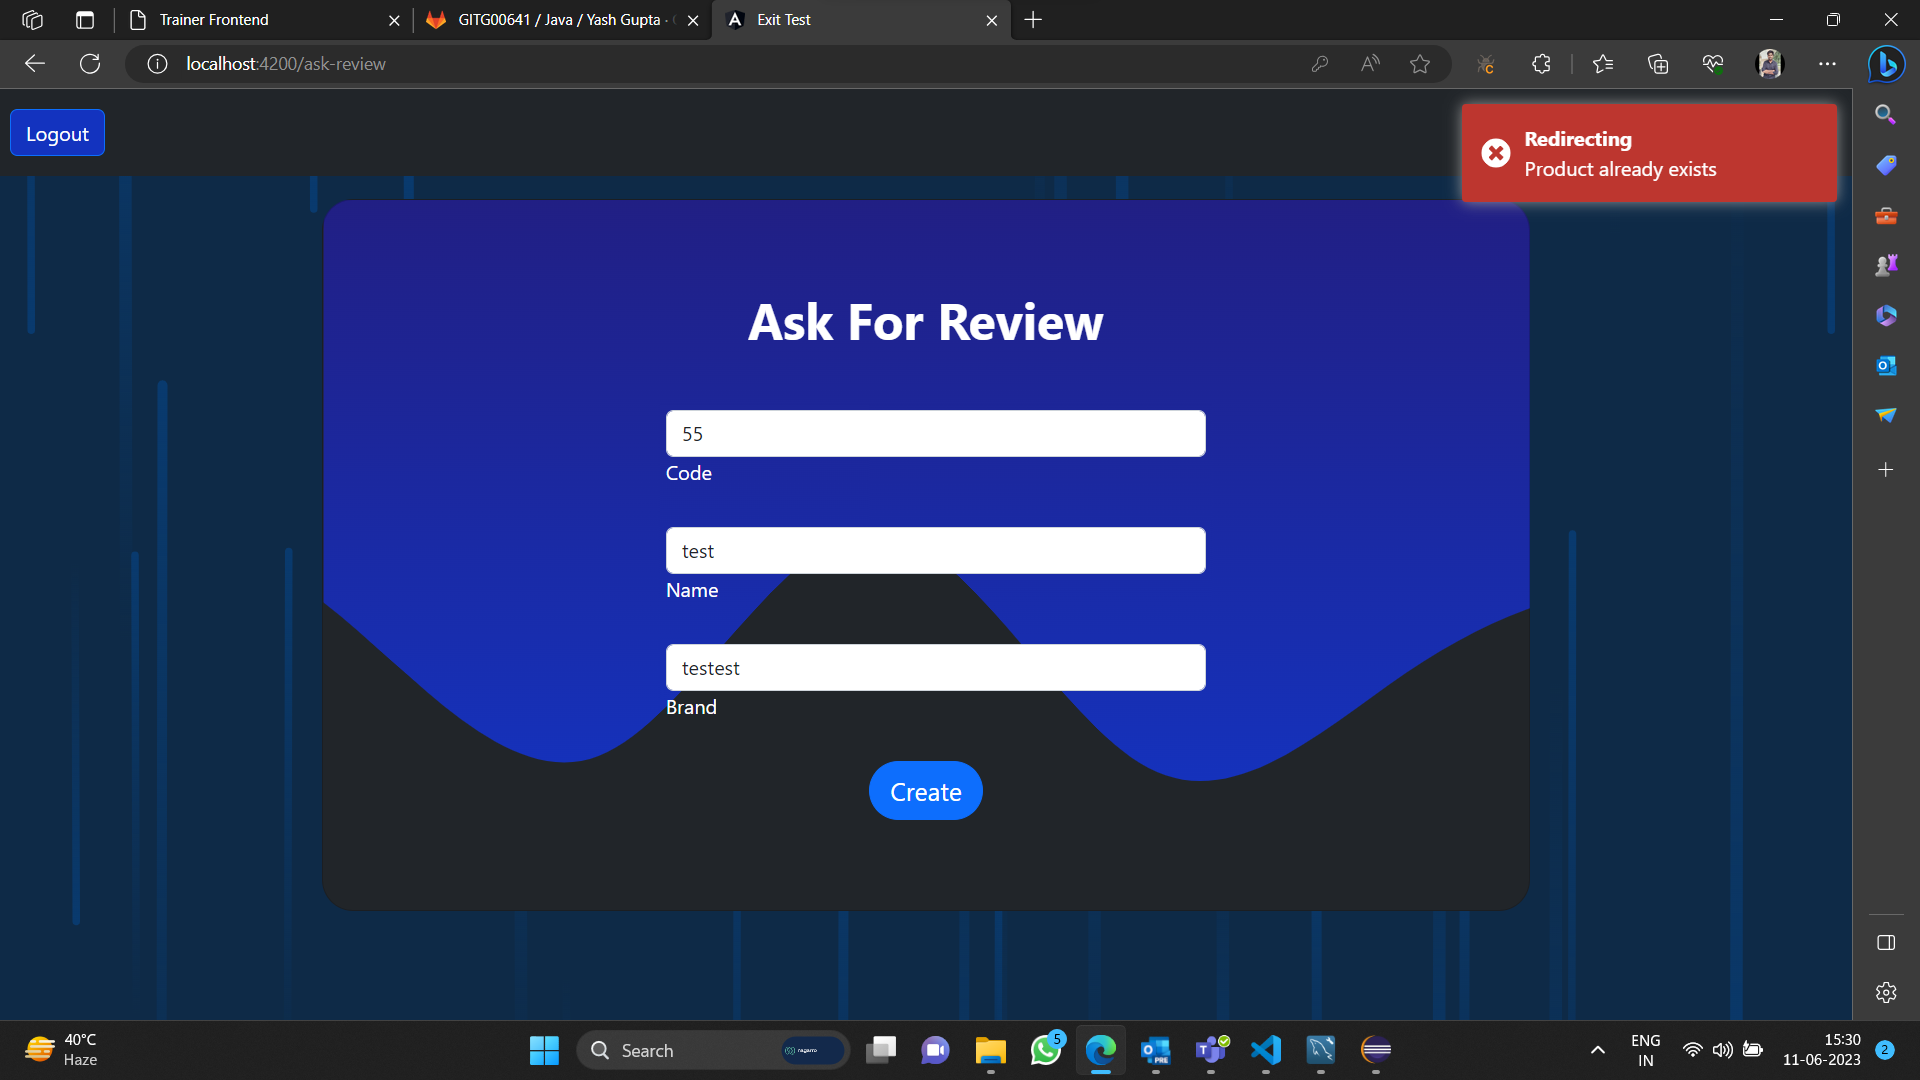 Trainer Frontend
GITG00641 / Java / Yash Gupta ·
Exit Test
localhost:4200/ask-review
Logout
Redirecting
Product already exists
Ask For Review
55
Code
test
Name
testest
Brand
Create
40°C
Haze
Search
nagarro
5
PRE
ENG
IN
15:30
11-06-2023
2